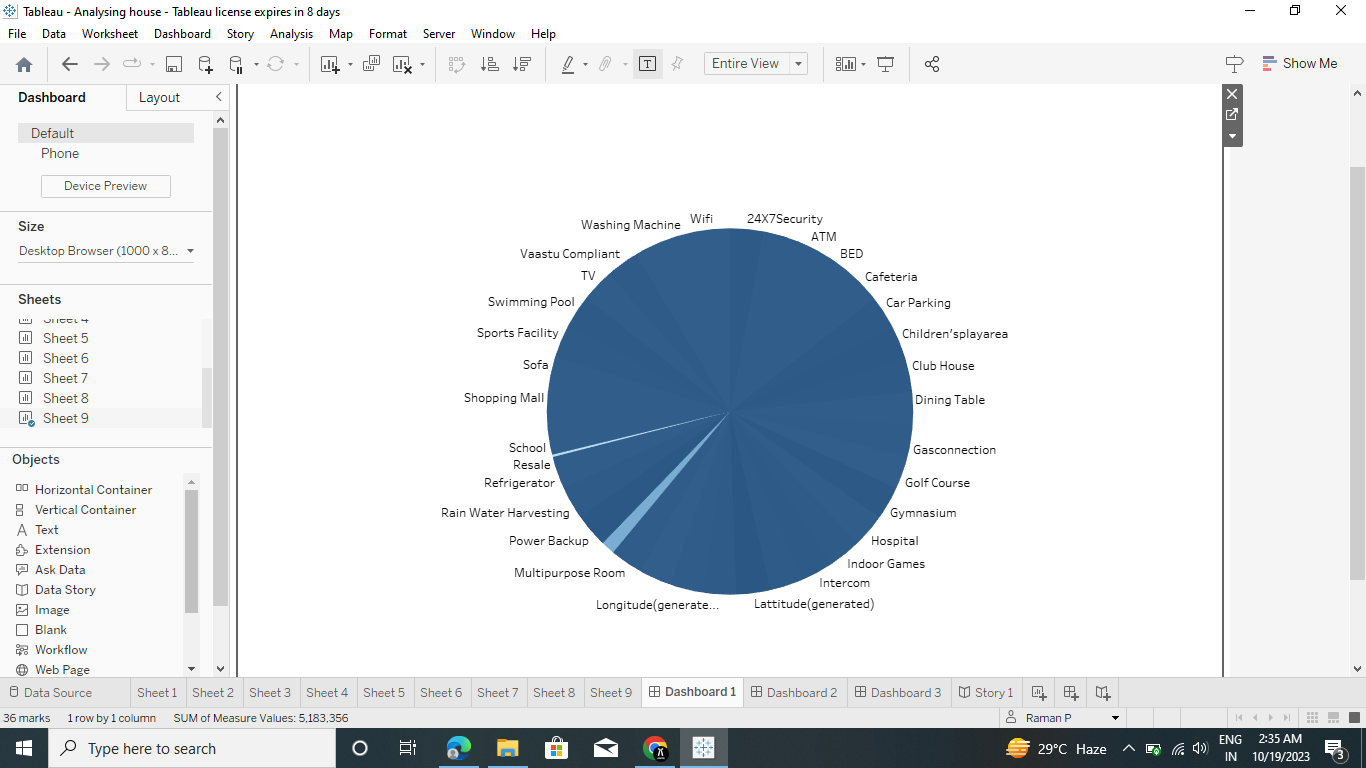 Tableau - Analysing house - Tableau license expires in 8 days
File Data Worksheet Dashboard Story Analysis Map Format Server Window Help
Entire View
Show Me
Dashboard Layout
Default
Phone
Device Preview
Size
Desktop Browser (1000 x 8...
Sheets
Sheet 4
Sheet 5
Sheet 6
Sheet 7
Sheet 8
Sheet 9
Objects
Horizontal Container
Vertical Container
Text
Extension
Ask Data
Data Story
Image
Blank
Workflow
Web Page
Wifi
24X7Security
Washing Machine
ATM
Vaastu Compliant
BED
TV
Cafeteria
Swimming Pool
Car Parking
Sports Facility
Children'splayarea
Sofa
Club House
Shopping Mall
Dining Table
School
Gasconnection
Resale
Refrigerator
Golf Course
Rain Water Harvesting
Gymnasium
Power Backup
Hospital
Indoor Games
Multipurpose Room
Intercom
Longitude(generate...
Lattitude(generated)
Data Source Sheet 1 Sheet 2 Sheet 3 Sheet 4 Sheet 5 Sheet 6 Sheet 7 Sheet 8 Sheet 9 Dashboard 1 Dashboard 2 Dashboard 3 Story 1
36 marks 1 row by 1 column SUM of Measure Values: 5,183,356
Raman P
Type here to search
29°C Haze
ENG
IN
2:35 AM
10/19/2023
3